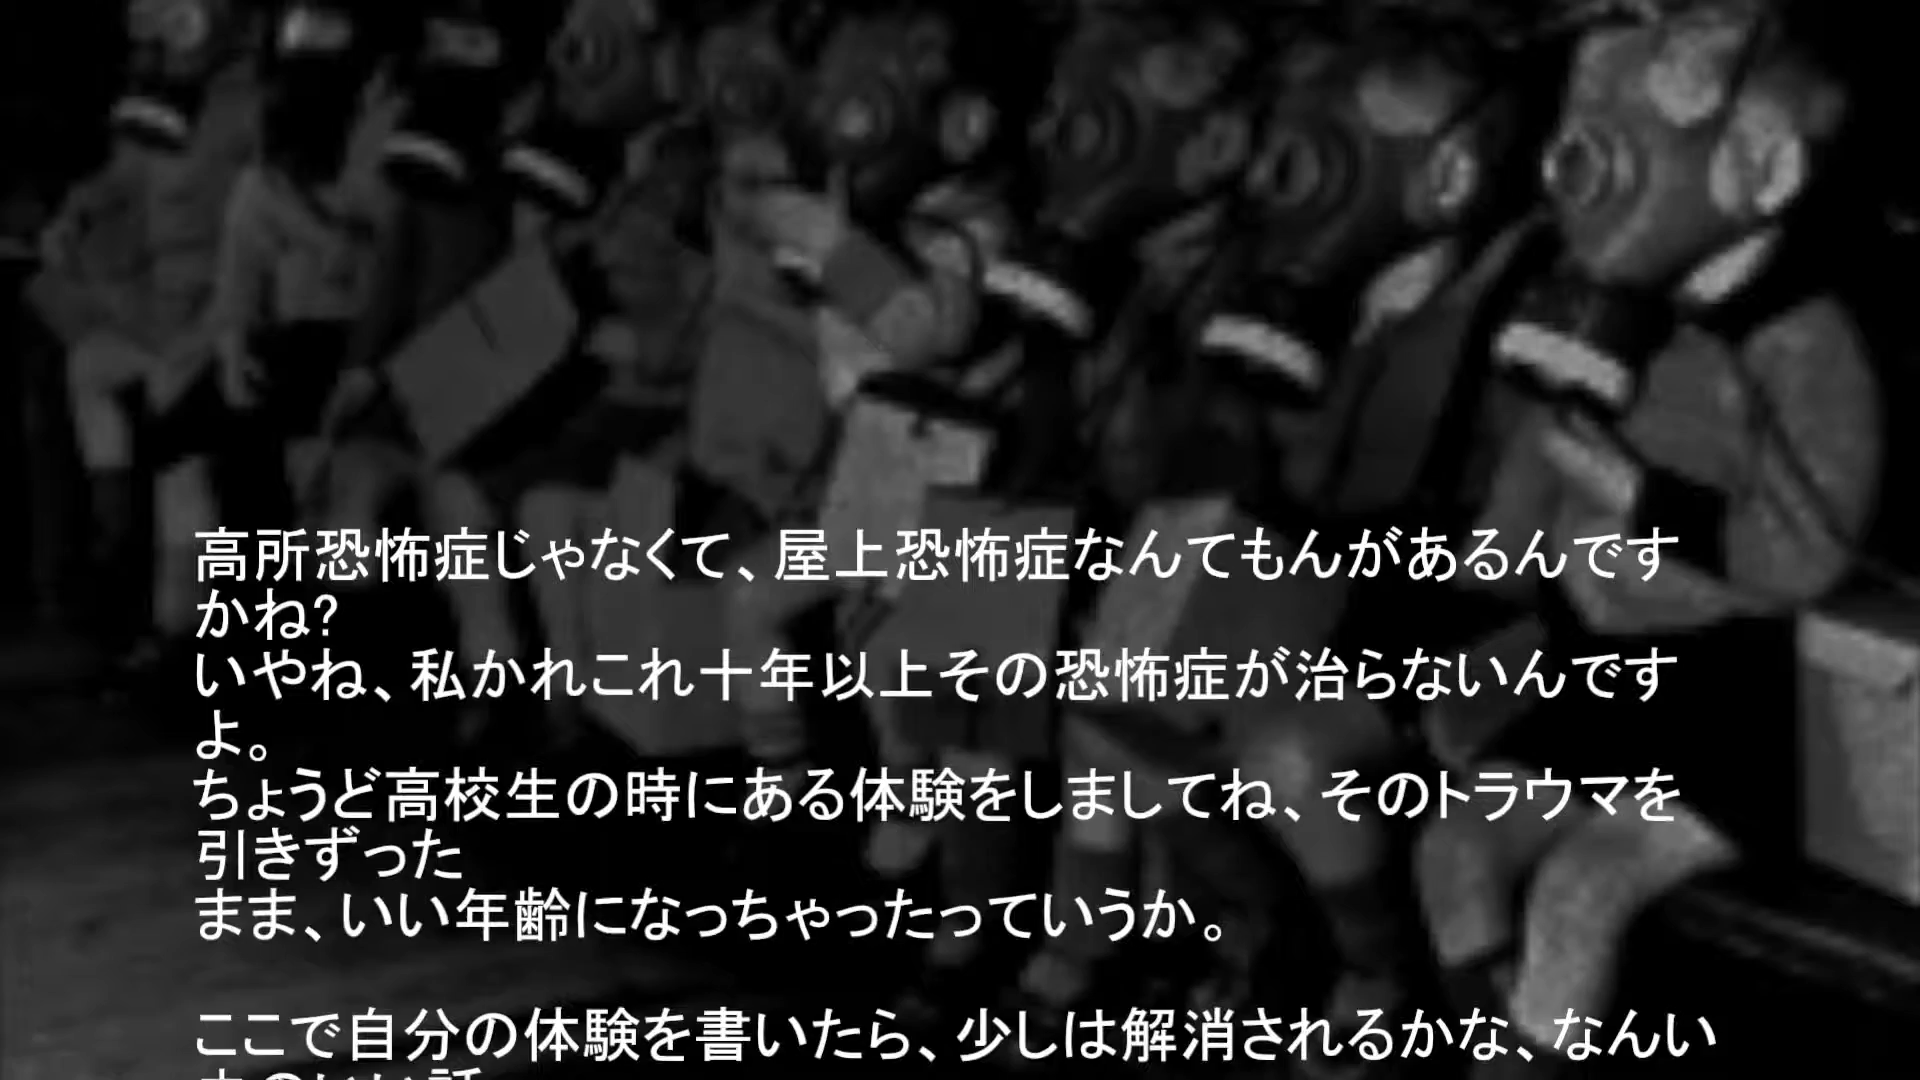 高所恐怖症じゃなくて、屋上恐怖症なんてもんがあるんです
かね?
いやね、私かれこれ十年以上その恐怖症が治らないんです
よ。
ちょうど高校生の時にある体験をしましてね、そのトラウマを
引きずった
まま、いい年齢になっちゃったっていうか。
ここで自分の体験を書いたら、少しは解消されるかな、なんい